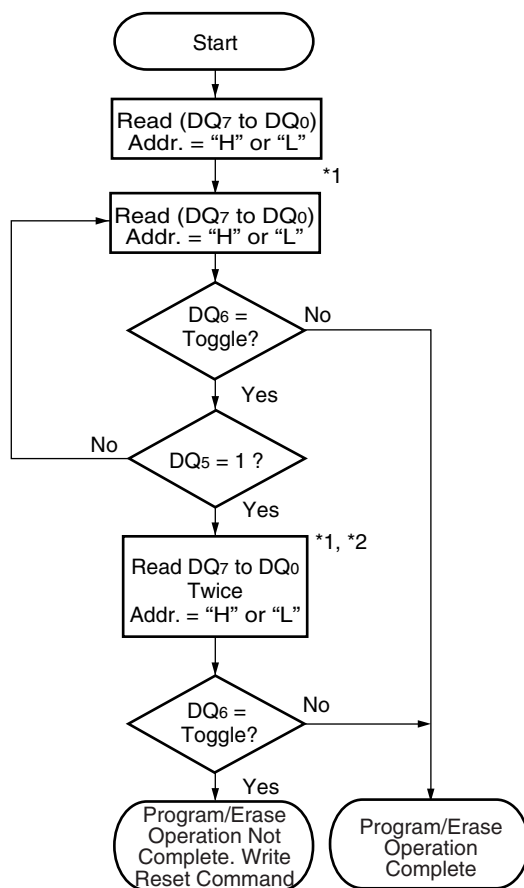 Start
Read (DQ7 to DQ0)
Addr. = “H” or “L”
*1
Read (DQ7 to DQ0)
Addr. = “H” or “L”
DQ6 =
Toggle?
No
Yes
No
DQ5 = 1 ?
Yes
*1, *2
Read DQ7 to DQ0
Twice
Addr. = “H” or “L”
DQ6 =
Toggle?
No
Yes
Program/Erase
Operation Not
Complete. Write
Reset Command
Program/Erase
Operation
Complete